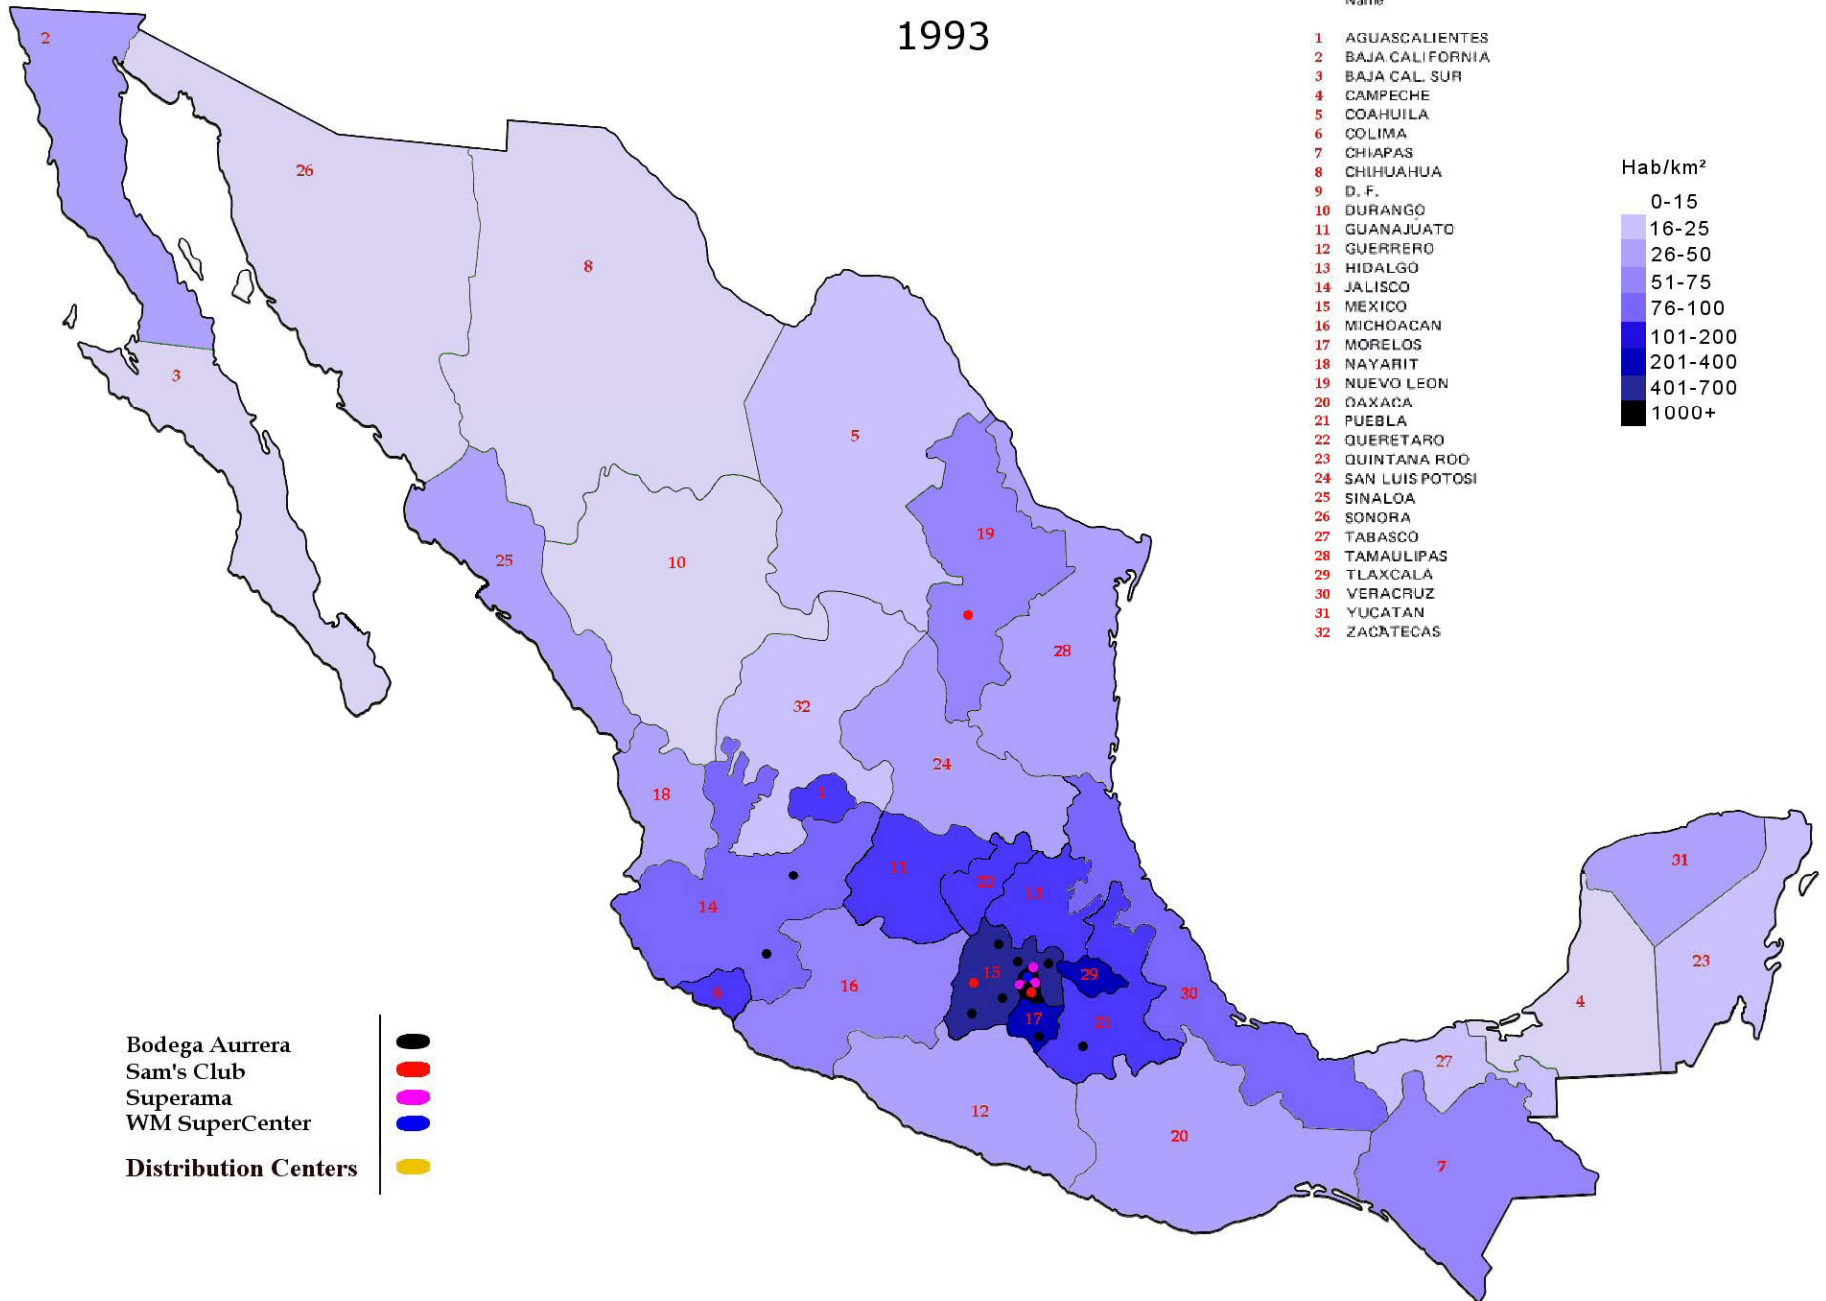 Name
1993
1 AGUASCALIENTES
2 BAJA CALIFORNIA
3 BAJA CAL. SUR
4 CAMPECHE
5 COAHUILA
6 COLIMA
7 CHIAPAS
8 CHIHUAHUA
9 D. F.
10 DURANGO
11 GUANAJUATO
12 GUERRERO
13 HIDALGO
14 JALISCO
15 MEXICO
16 MICHOACAN
17 MORELOS
18 NAYARIT
19 NUEVO LEON
20 OAXACA
21 PUEBLA
22 QUERETARO
23 QUINTANA ROO
24 SAN LUIS POTOSI
25 SINALOA
26 SONORA
27 TABASCO
28 TAMAULIPAS
29 TLAXCALA
30 VERACRUZ
31 YUCATAN
32 ZACATECAS
Hab/km²
0-15
16-25
26-50
51-75
76-100
101-200
201-400
401-700
1000+
2
26
8
3
5
19
25
10
28
32
24
18
1
11
22
13
14
31
15
29
16
6
30
23
4
17
21
27
12
20
7
Bodega Aurrera
Sam's Club
Superama
WM SuperCenter
Distribution Centers